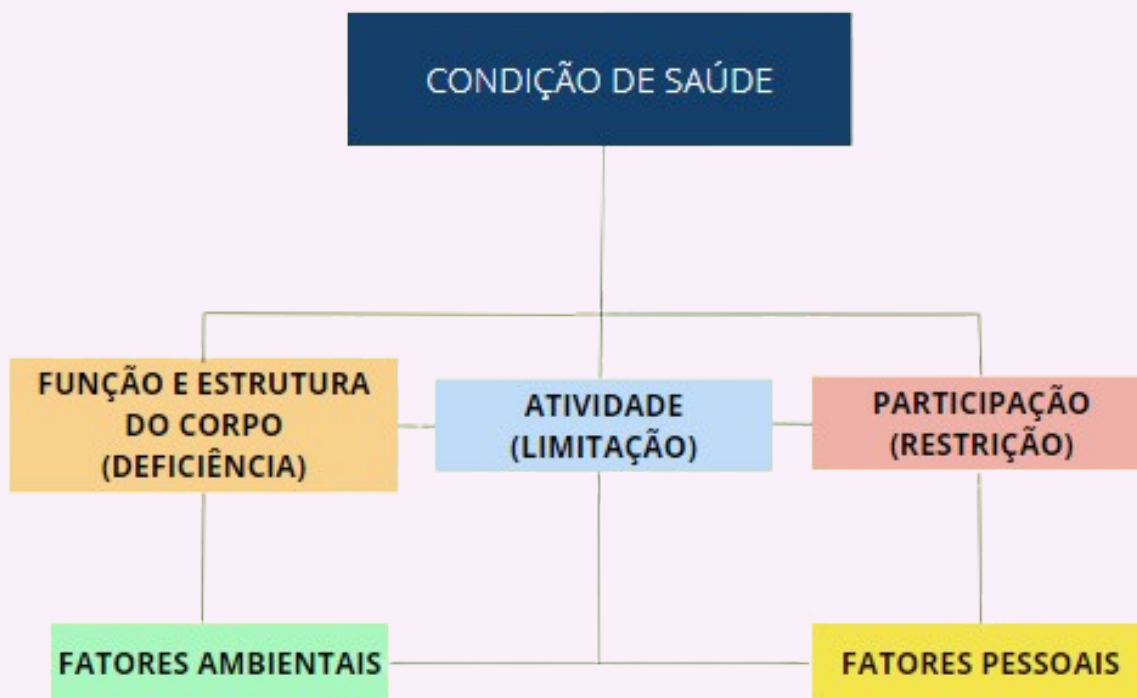 CONDIÇÃO DE SAÚDE
FUNÇÃO E ESTRUTURA
DO CORPO
(DEFICIÊNCIA)
ATIVIDADE
(LIMITAÇÃO)
PARTICIPAÇÃO
(RESTRIÇÃO)
FATORES AMBIENTAIS
FATORES PESSOAIS